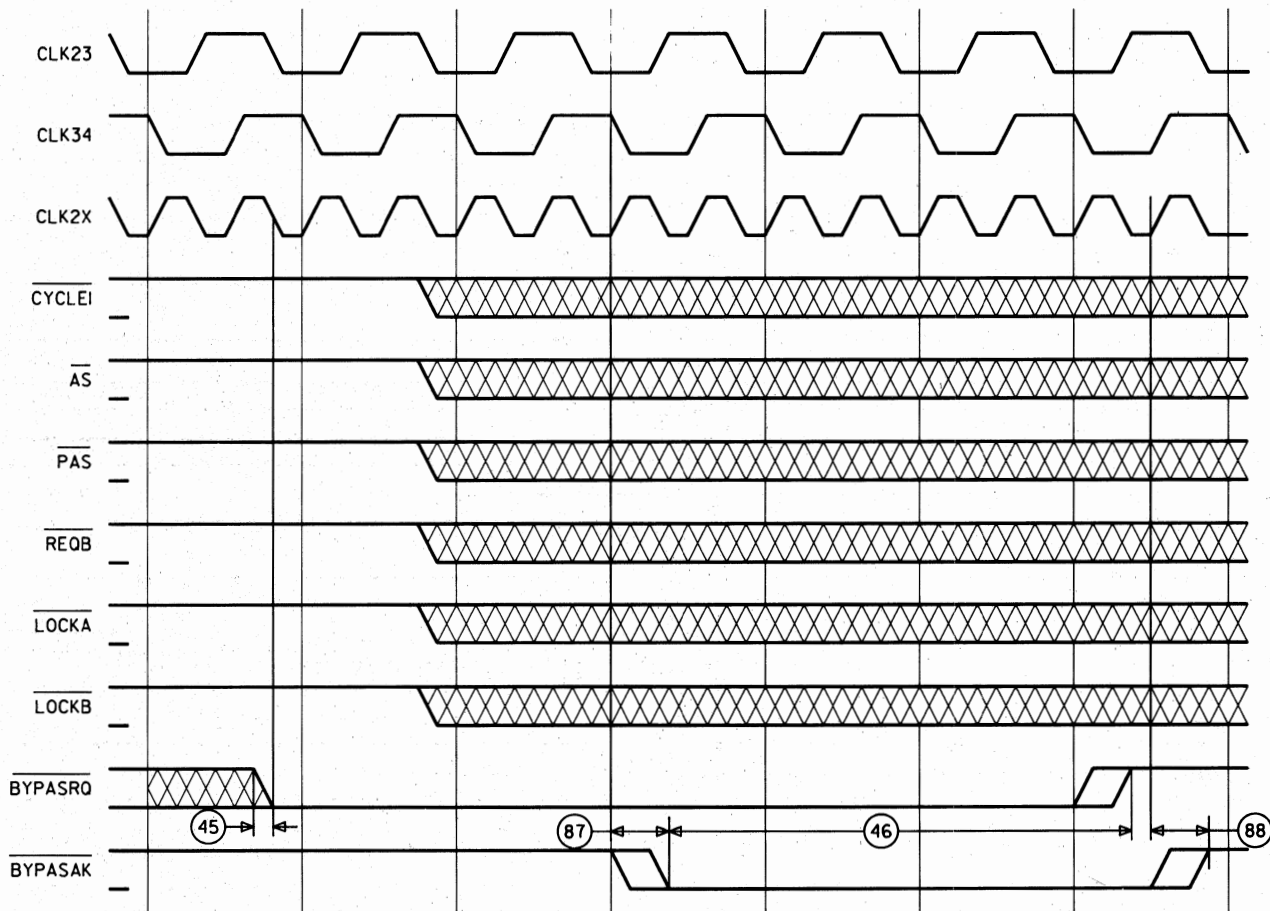 CLK23
CLK34
CLK2X
CYCLEI
AS
PAS
REQB
LOCKA
LOCKB
BYPASRQ
45
87
46
88
BYPASAK